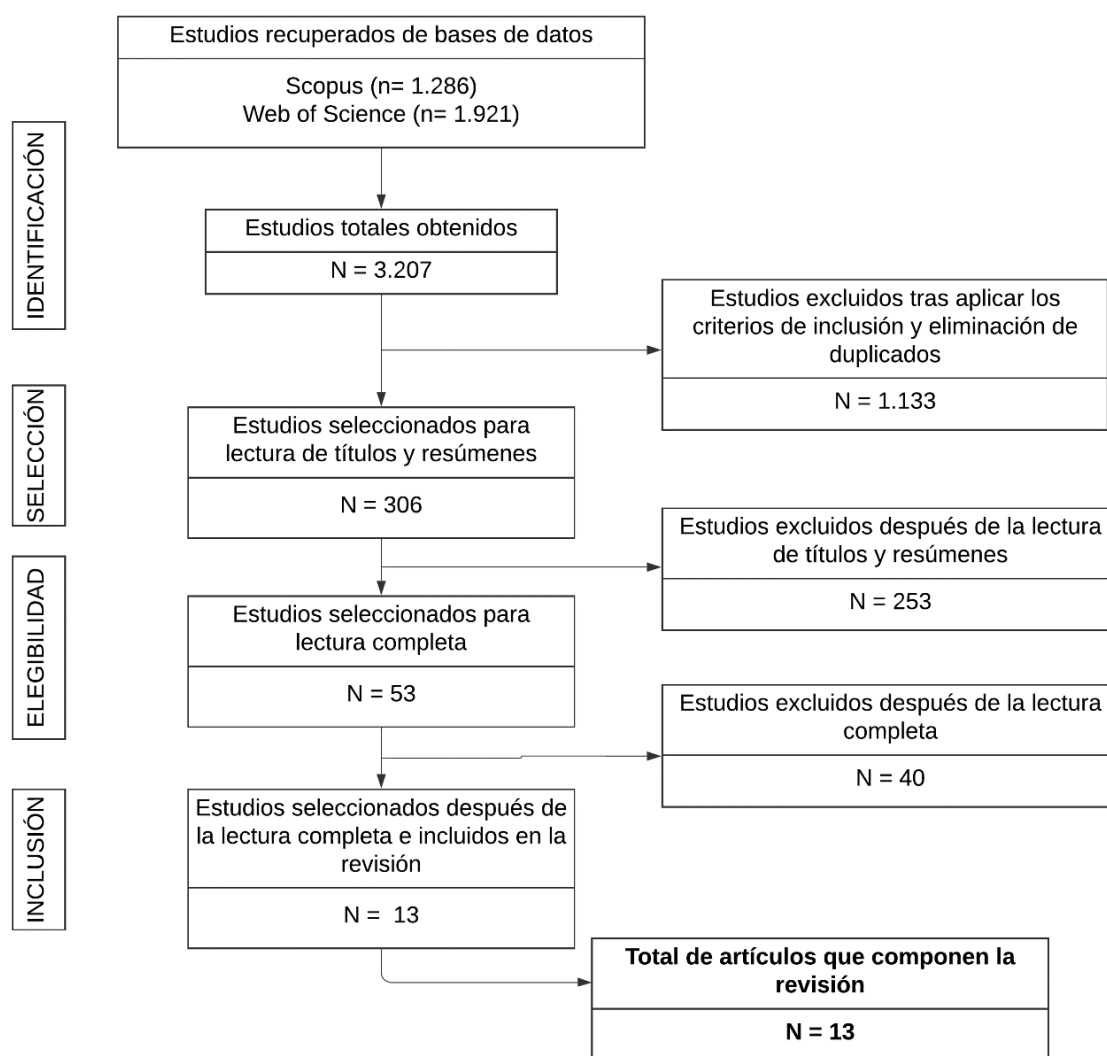 Estudios recuperados de bases de datos
Scopus (n= 1.286)
Web of Science (n= 1.921)
IDENTIFICACIÓN
Estudios totales obtenidos
N = 3.207
Estudios excluidos tras aplicar los
criterios de inclusión y eliminación de
duplicados
N = 1.133
SELECCIÓN
Estudios seleccionados para
lectura de títulos y resúmenes
N = 306
Estudios excluidos después de la lectura
de títulos y resúmenes
N = 253
ELEGIBILIDAD
Estudios seleccionados para
lectura completa
N = 53
Estudios excluidos después de la lectura
completa
N = 40
INCLUSIÓN
Estudios seleccionados después de
la lectura completa e incluidos en la
revisión
N = 13
Total de artículos que componen la
revisión
N = 13